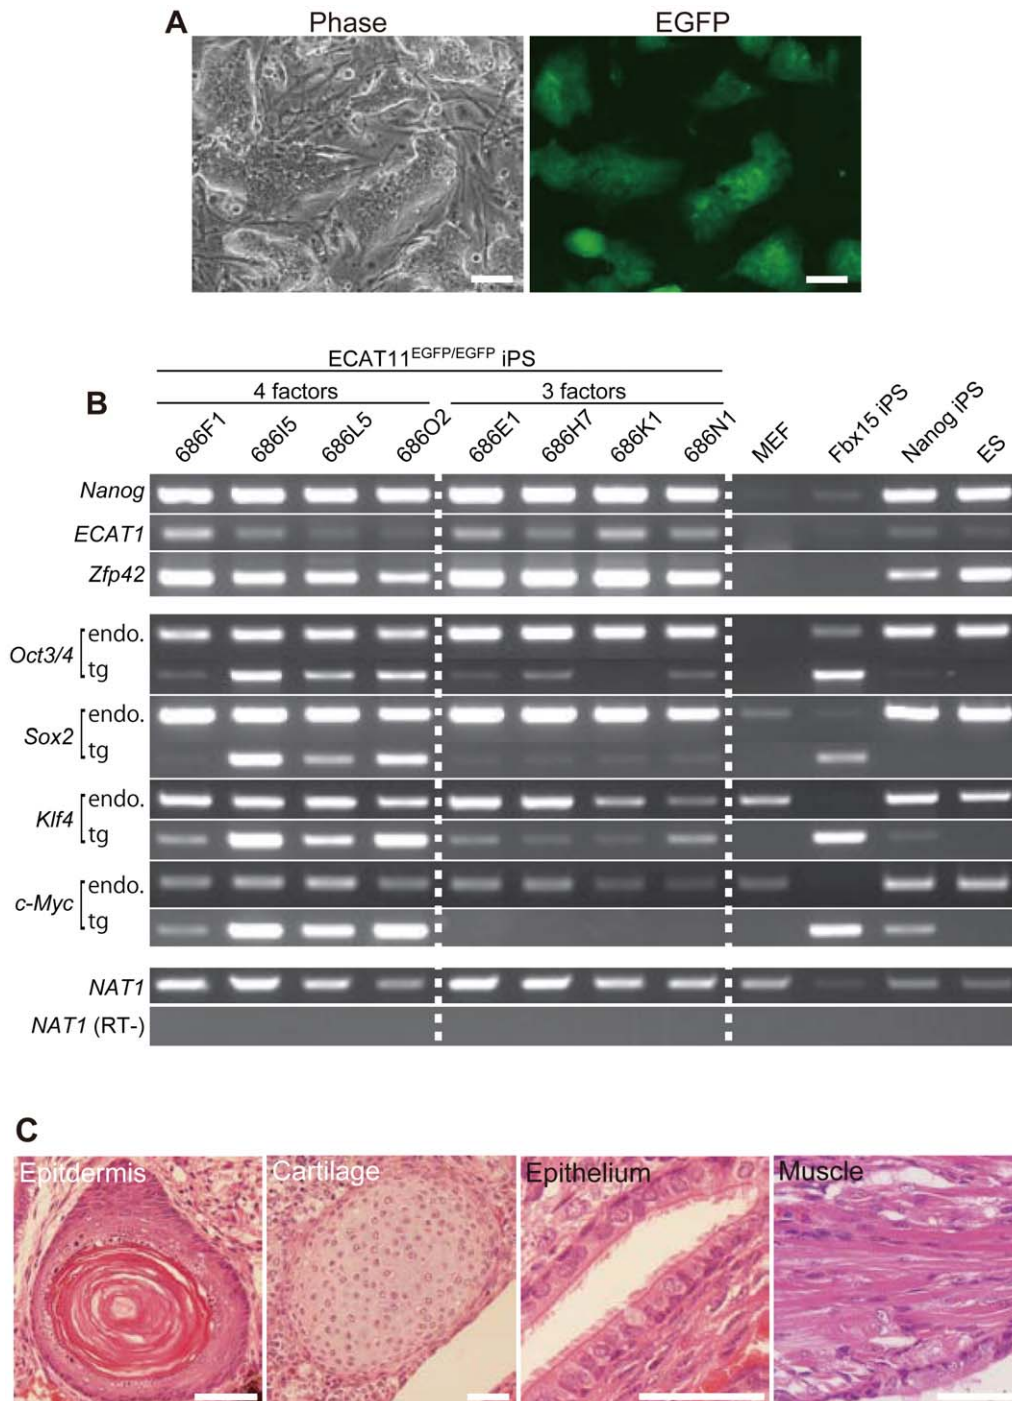 A Phase EGFP
ECAT11EGFP/EGFP iPS
B 4 factors 3 factors
686F1 686I5 686L5 686O2 686E1 686H7 686K1 686N1 MEF Fbx15 iPS Nanog iPS ES
Nanog
ECAT1
Zfp42
Oct3/4 endo.
tg
Sox2 endo.
tg
Klf4 endo.
tg
c-Myc endo.
tg
NAT1
NAT1 (RT-)
C
Epitdermis Cartilage Epithelium Muscle